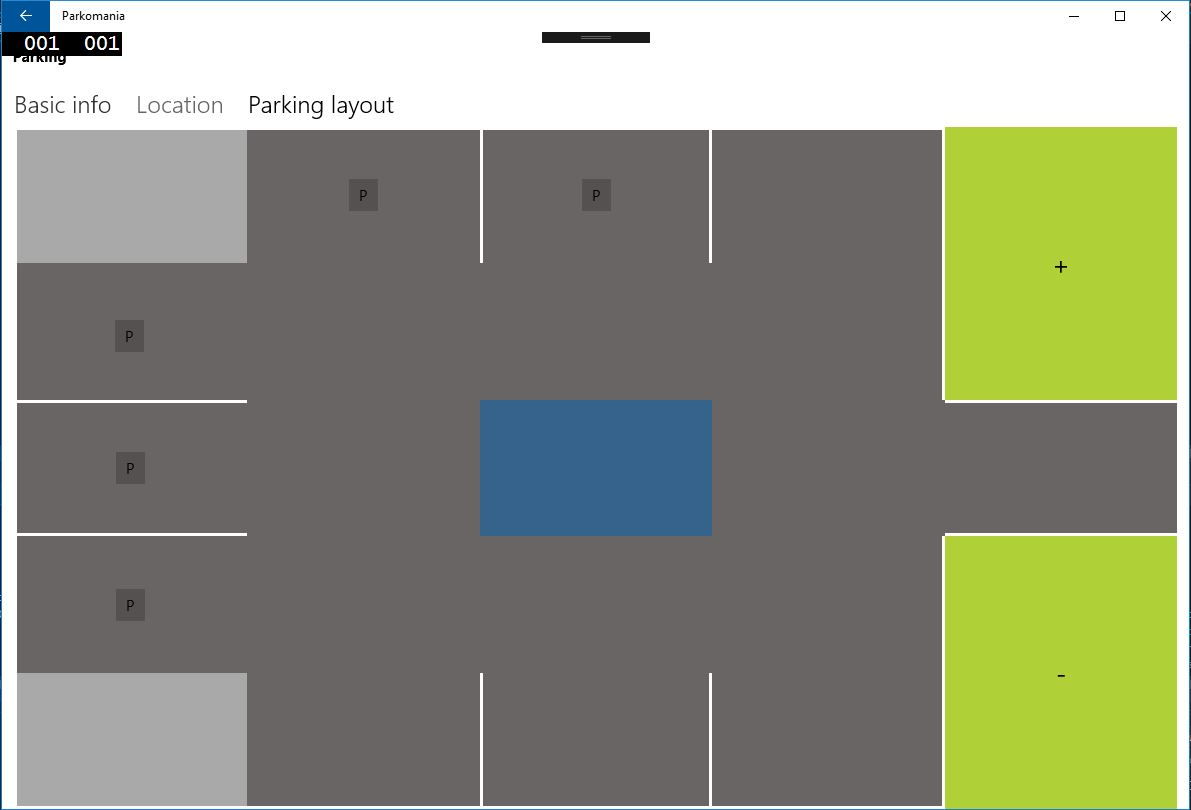 Parkomania
001 001
Parking
Basic info Location Parking layout
P P
+
P
P
P
-